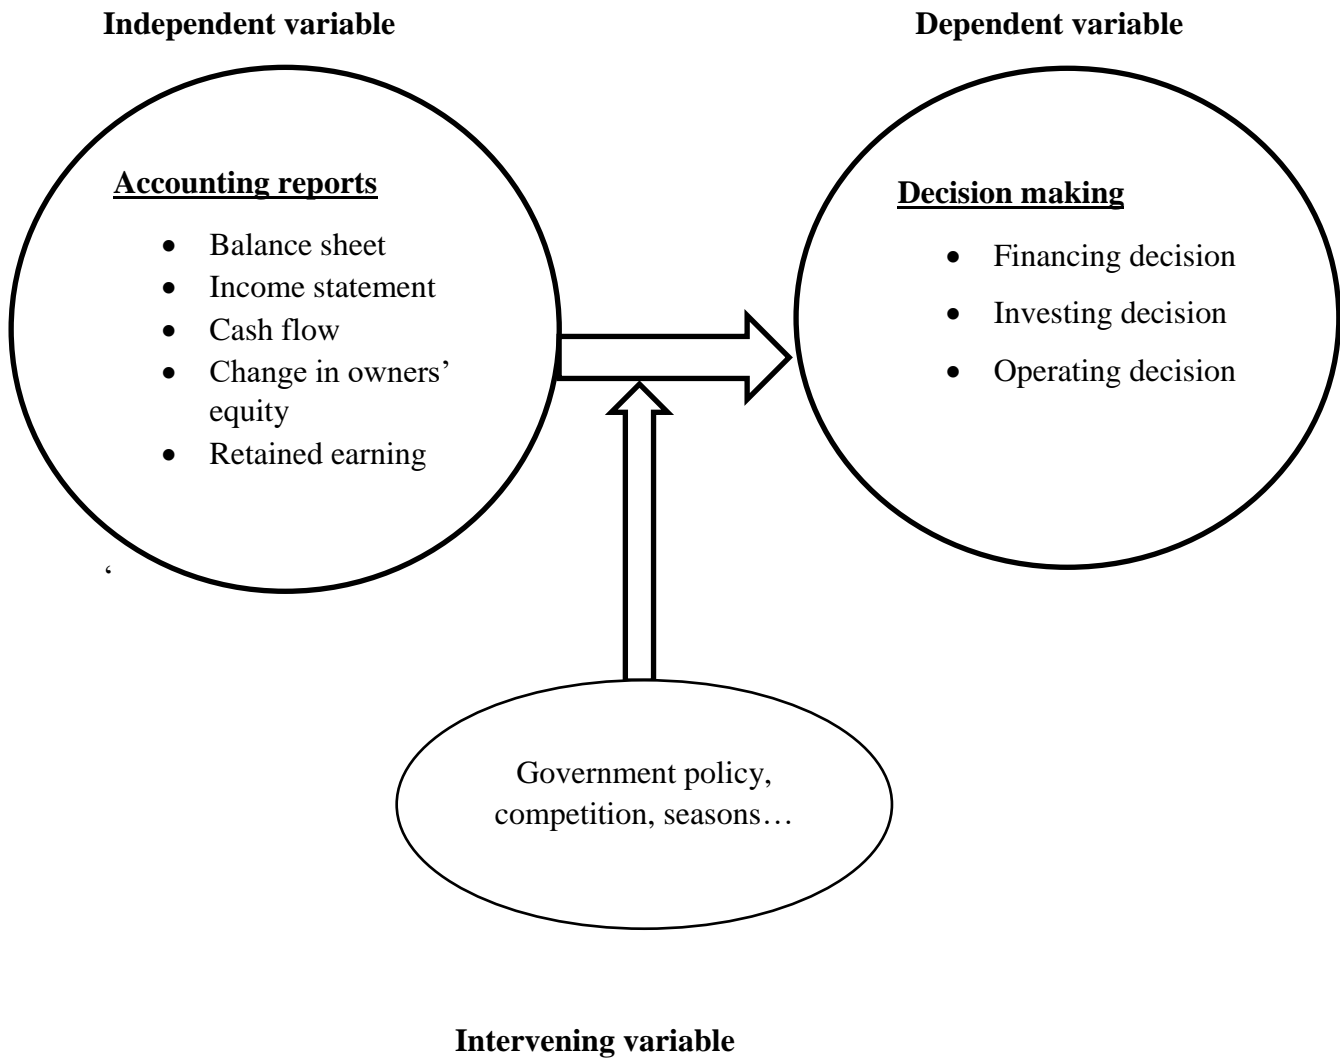 Independent variable
Dependent variable
Accounting reports
• Balance sheet
• Income statement
• Cash flow
• Change in owners’
equity
• Retained earning
‘
Decision making
• Financing decision
• Investing decision
• Operating decision
Government policy,
competition, seasons…
Intervening variable